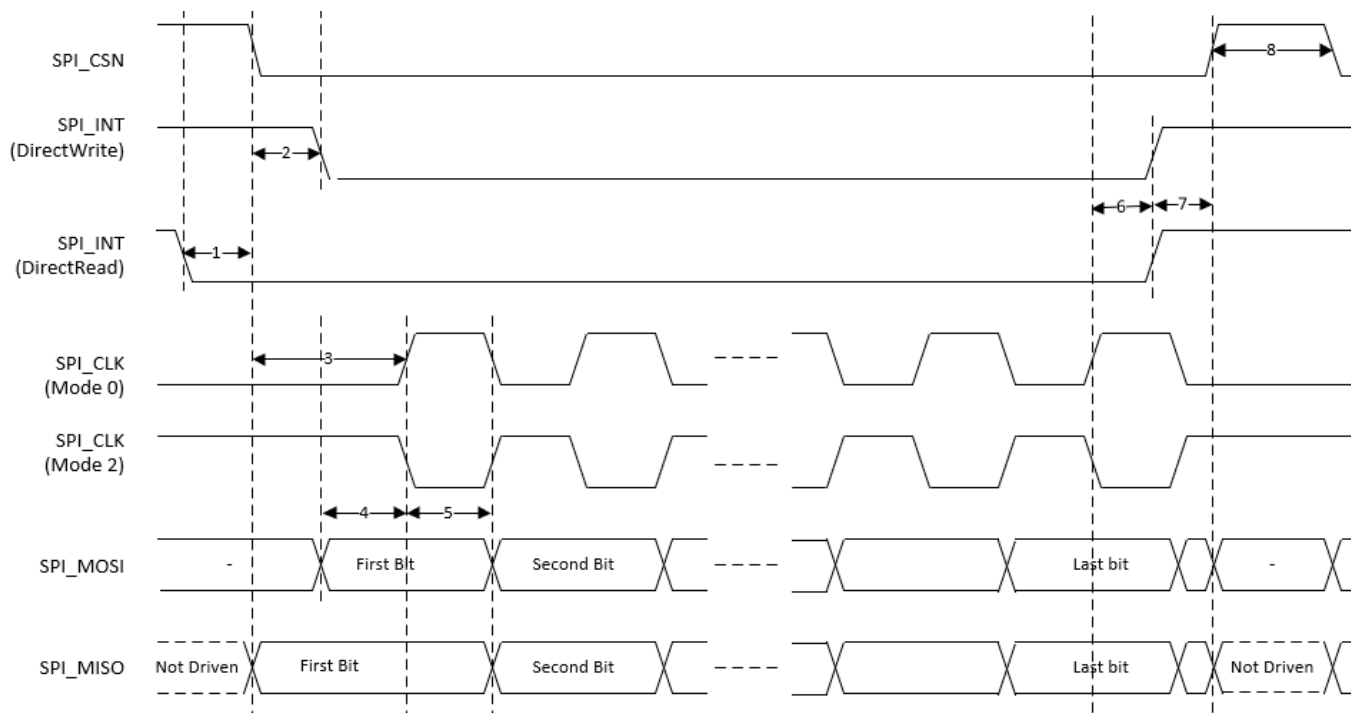 SPI_CSN
8
SPI_INT
(DirectWrite)
2
6
7
SPI_INT
(DirectRead)
1
SPI_CLK
(Mode 0)
3
SPI_CLK
(Mode 2)
4
5
SPI_MOSI
-
First Bit
Second Bit
Last bit
-
SPI_MISO
Not Driven
First Bit
Second Bit
Last bit
Not Driven